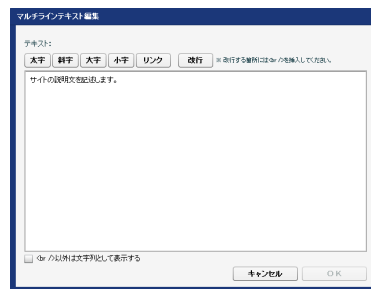 マルチラインテキスト編集
テキスト:
太字 斜字 大字 小字 リンク 改行 ※ 改行する箇所には<br />を挿入してください。
サイトの説明文を記述します。
<br />以外は文字列として表示する
キャンセル OK